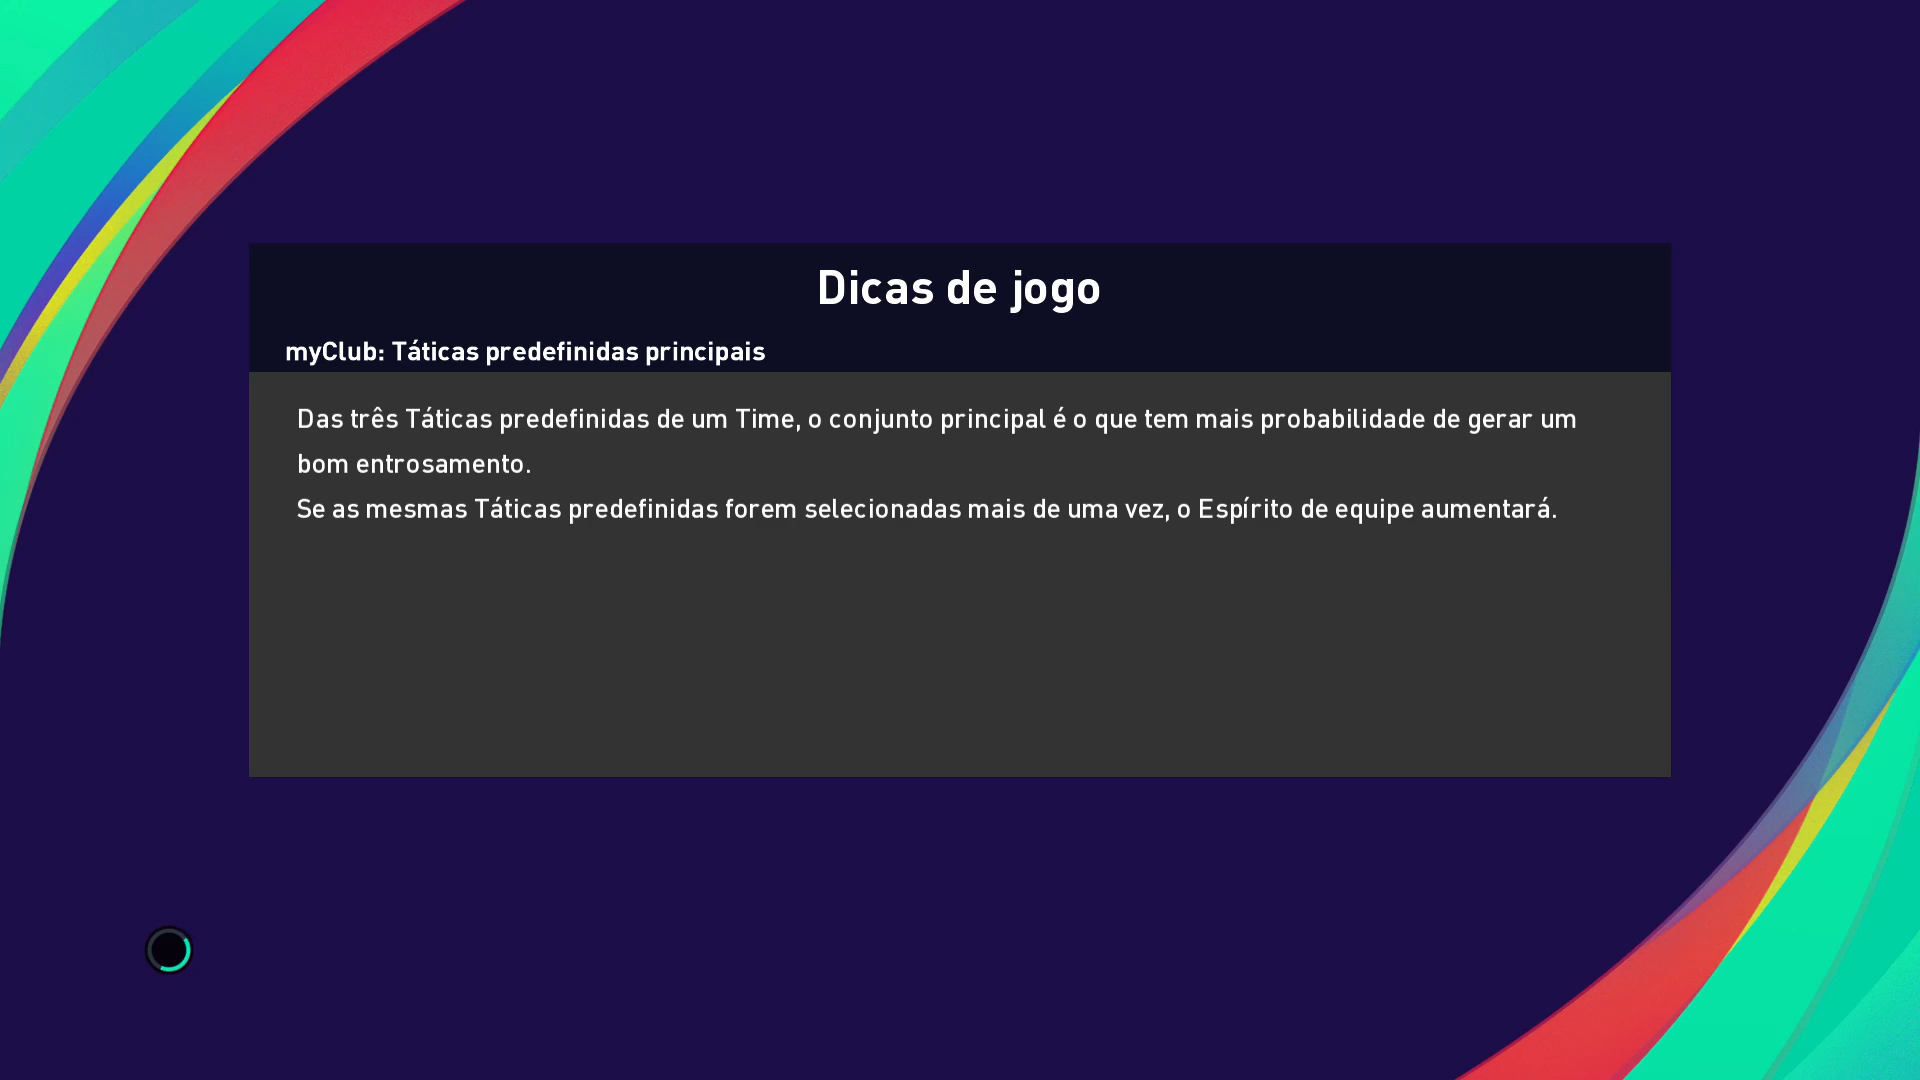 Dicas de jogo
myClub: Táticas predefinidas principais
Das três Táticas predefinidas de um Time, o conjunto principal é o que tem mais probabilidade de gerar um
bom entrosamento.
Se as mesmas Táticas predefinidas forem selecionadas mais de uma vez, o Espírito de equipe aumentará.